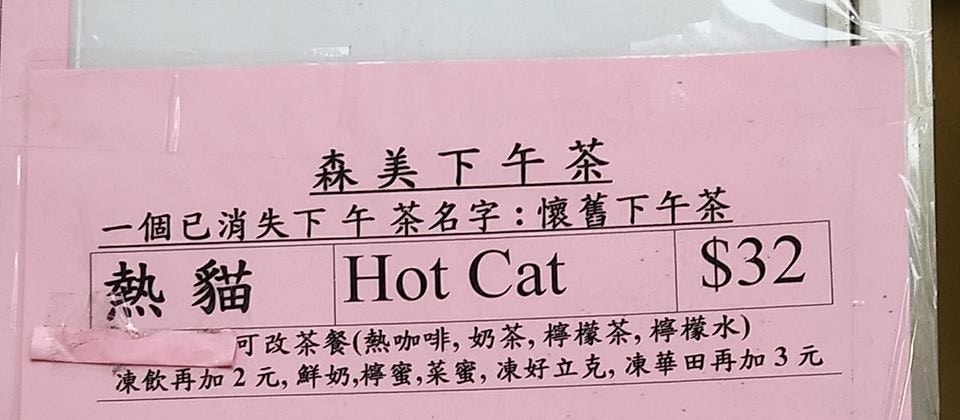 森美下午茶
一個已消失下午茶名字：懷舊下午茶
熱貓 Hot Cat $32
可改茶餐(熱咖啡, 奶茶, 檸檬茶, 檸檬水)
凍飲再加 2 元, 鮮奶,檸蜜,菜蜜, 凍好立克, 凍華田再加 3 元